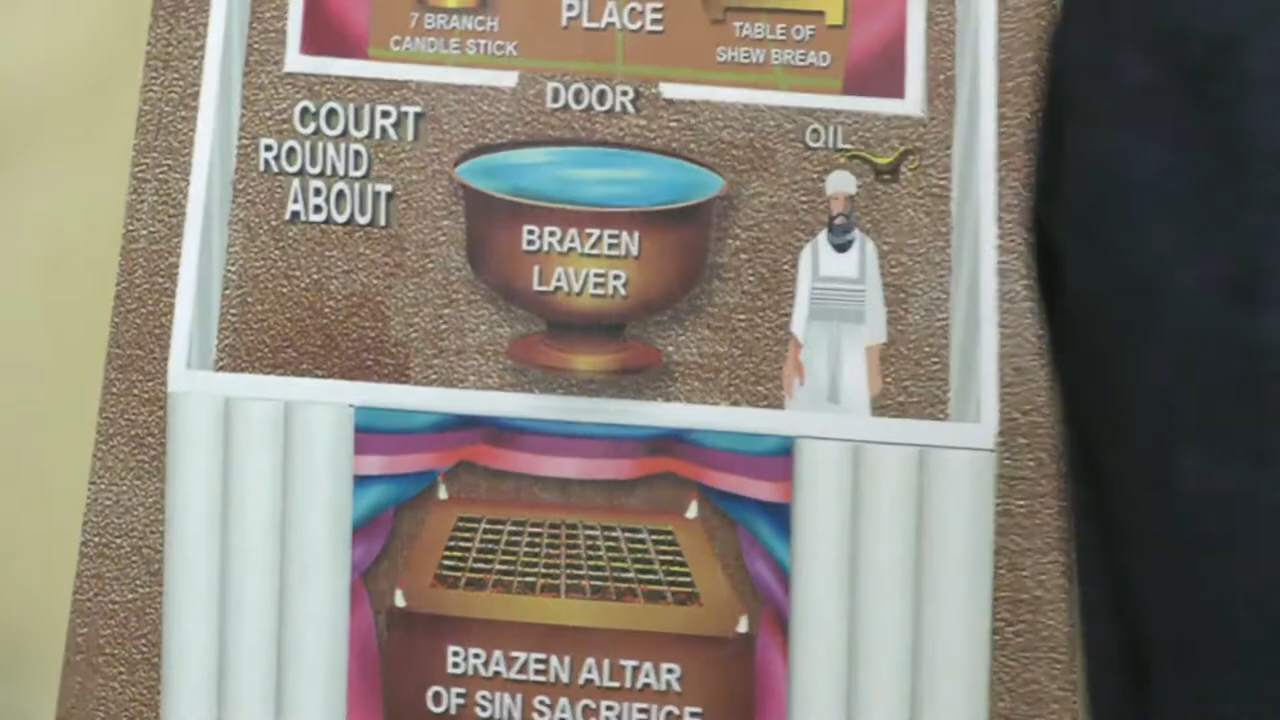 PLACE
7 BRANCH
CANDLE STICK
TABLE OF
SHEW BREAD
DOOR
COURT
ROUND
ABOUT
OIL
BRAZEN
LAVER
BRAZEN ALTAR
OF SIN SACRIFICE